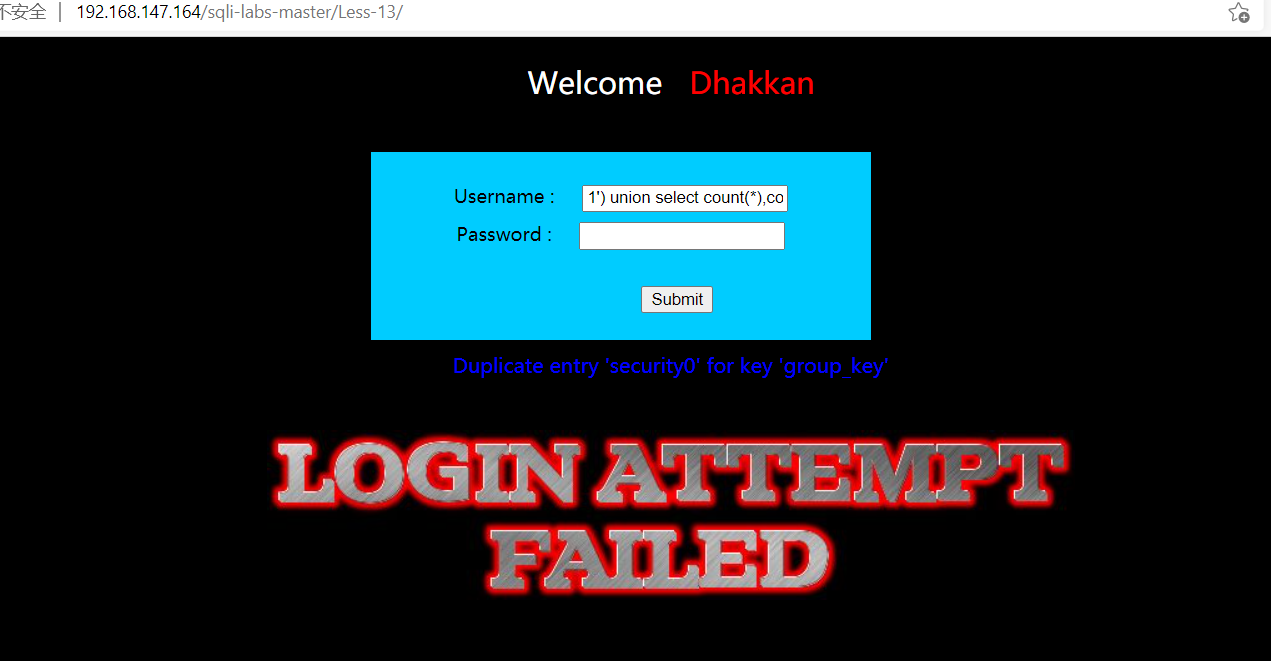 不安全 | 192.168.147.164/sqli-labs-master/Less-13/
Welcome Dhakkan
Username : 1') union select count(*),co
Password :
Submit
Duplicate entry 'security0' for key 'group_key'
LOGIN ATTEMPT
FAILED